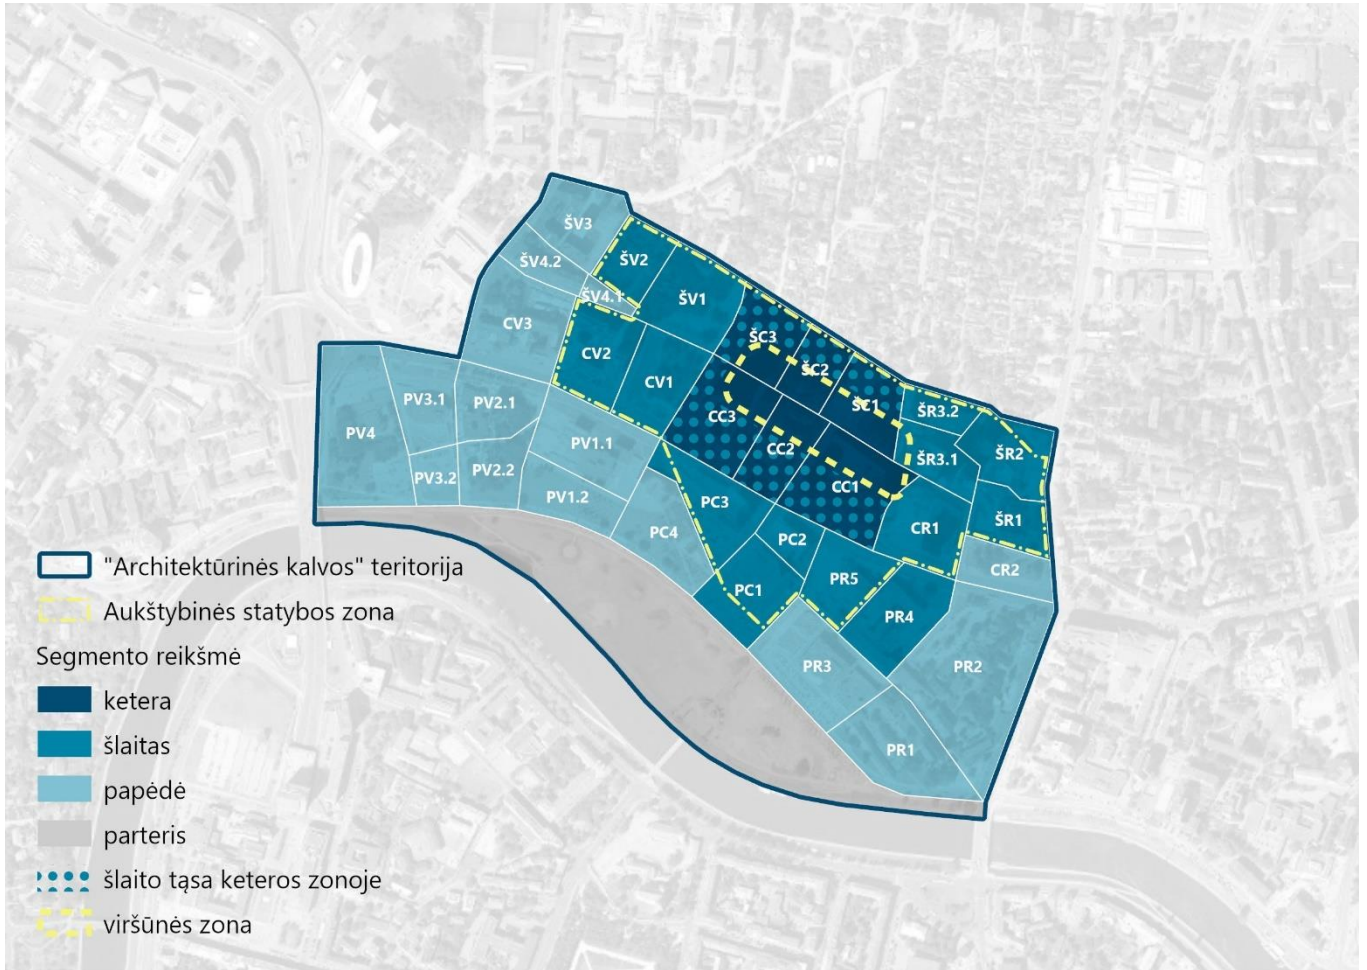 ŠV3
ŠV4.2
ŠV2
ŠV4.1
ŠV1
CV3
ŠC3
CV2
ŠC2
CV1
ŠC1
ŠR3.2
PV3.1
PV2.1
CC3
PV4
PV1.1
CC2
ŠR3.1
ŠR2
PV3.2
PV2.2
CC1
PV1.2
PC3
CR1
ŠR1
PC4
PC2
CR2
PR5
PC1
PR4
PR3
PR2
PR1
"Architektūrinės kalvos" teritorija
Aukštybinės statybos zona
Segmento reikšmė
ketera
šlaitas
papėdė
parteris
šlaito tąsa keteros zonoje
viršūnės zona